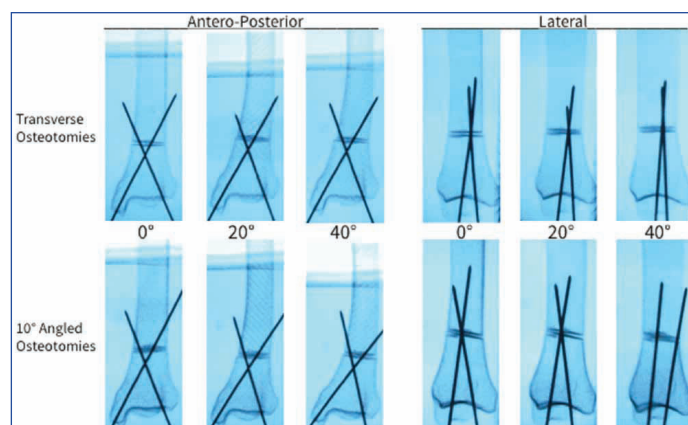 Antero-Posterior
Lateral
Transverse
Osteotomies
0° 20° 40° 0° 20° 40°
10° Angled
Osteotomies